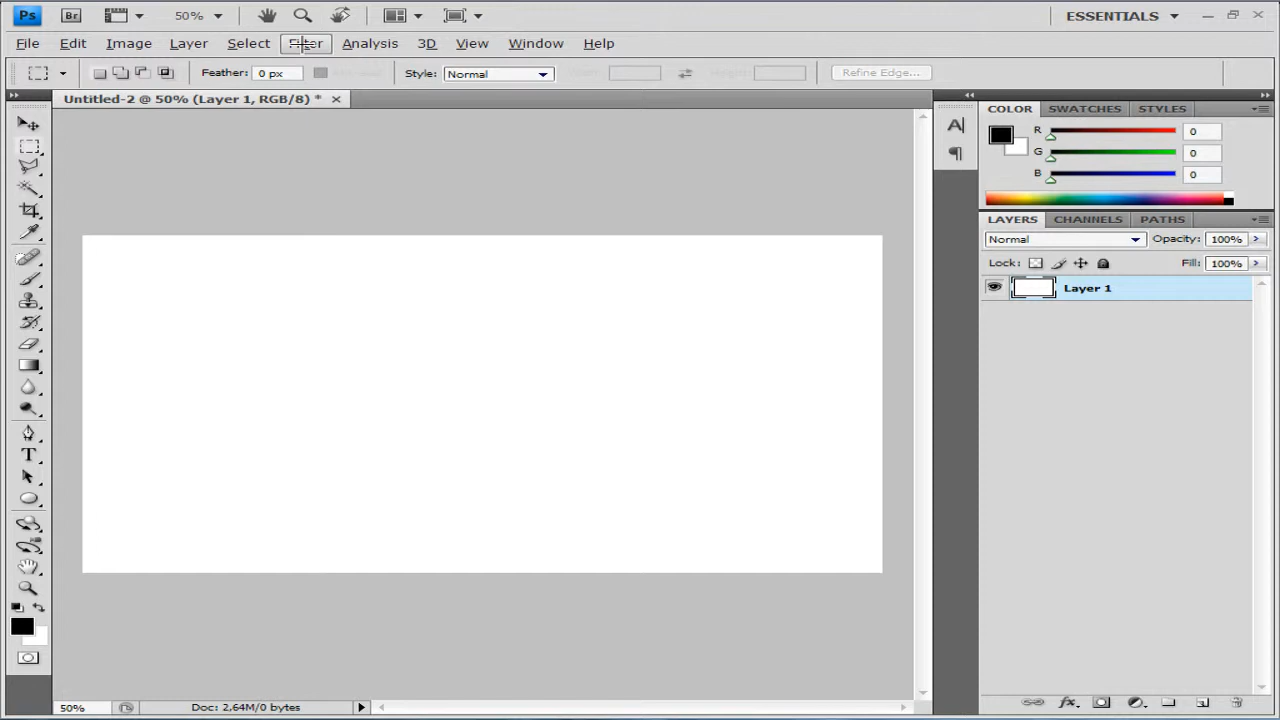 Ps Br 50% ESSENTIALS
File Edit Image Layer Select Filter Analysis 3D View Window Help
Feather: 0 px Style: Normal Refine Edge...
Untitled-2 @ 50% (Layer 1, RGB/8) *
COLOR SWATCHES STYLES
R 0
G 0
B 0
LAYERS CHANNELS PATHS
Normal Opacity: 100%
Lock: Fill: 100%
Layer 1
50% Doc: 2,64M/0 bytes